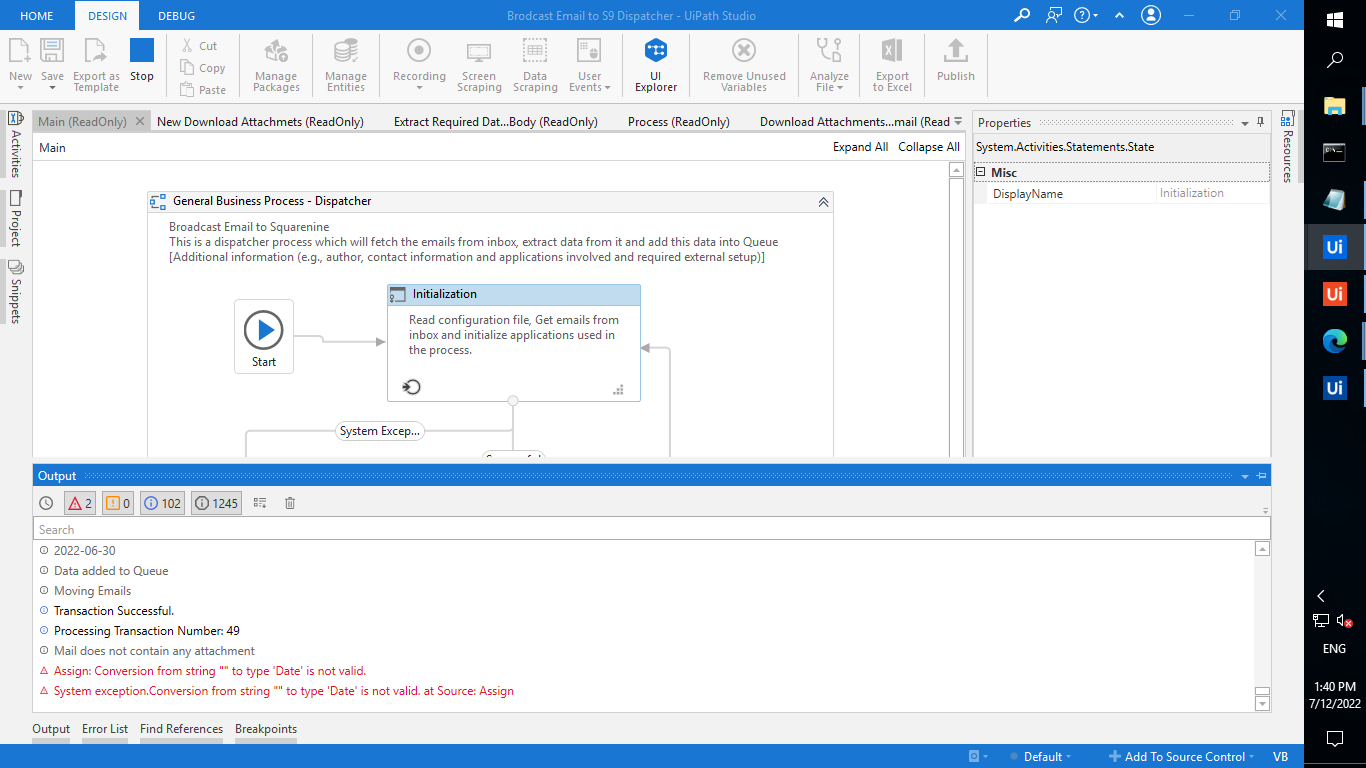 HOME DESIGN DEBUG Brodcast Email to S9 Dispatcher - UiPath Studio
New Save Export as Template Stop Cut Copy Paste Manage Packages Manage Entities Recording Screen Scraping Data Scraping User Events UI Explorer Remove Unused Variables Analyze File Export to Excel Publish
Main (ReadOnly) New Download Attachmets (ReadOnly) Extract Required Dat...Body (ReadOnly) Process (ReadOnly) Download Attachments...mail (Read
Main Expand All Collapse All
Activities
Project
Snippets
General Business Process - Dispatcher
Broadcast Email to Squarenine
This is a dispatcher process which will fetch the emails from inbox, extract data from it and add this data into Queue
[Additional information (e.g., author, contact information and applications involved and required external setup)]
Start
Initialization
Read configuration file, Get emails from
inbox and initialize applications used in
the process.
System Excep...
Properties
System.Activities.Statements.State
Misc
DisplayName Initialization
Resources
Output
2 0 102 1245
Search
2022-06-30
Data added to Queue
Moving Emails
Transaction Successful.
Processing Transaction Number: 49
Mail does not contain any attachment
Assign: Conversion from string "" to type 'Date' is not valid.
System exception.Conversion from string "" to type 'Date' is not valid. at Source: Assign
Output Error List Find References Breakpoints
Default Add To Source Control VB
Ui
Ui
Ui
ENG
1:40 PM
7/12/2022